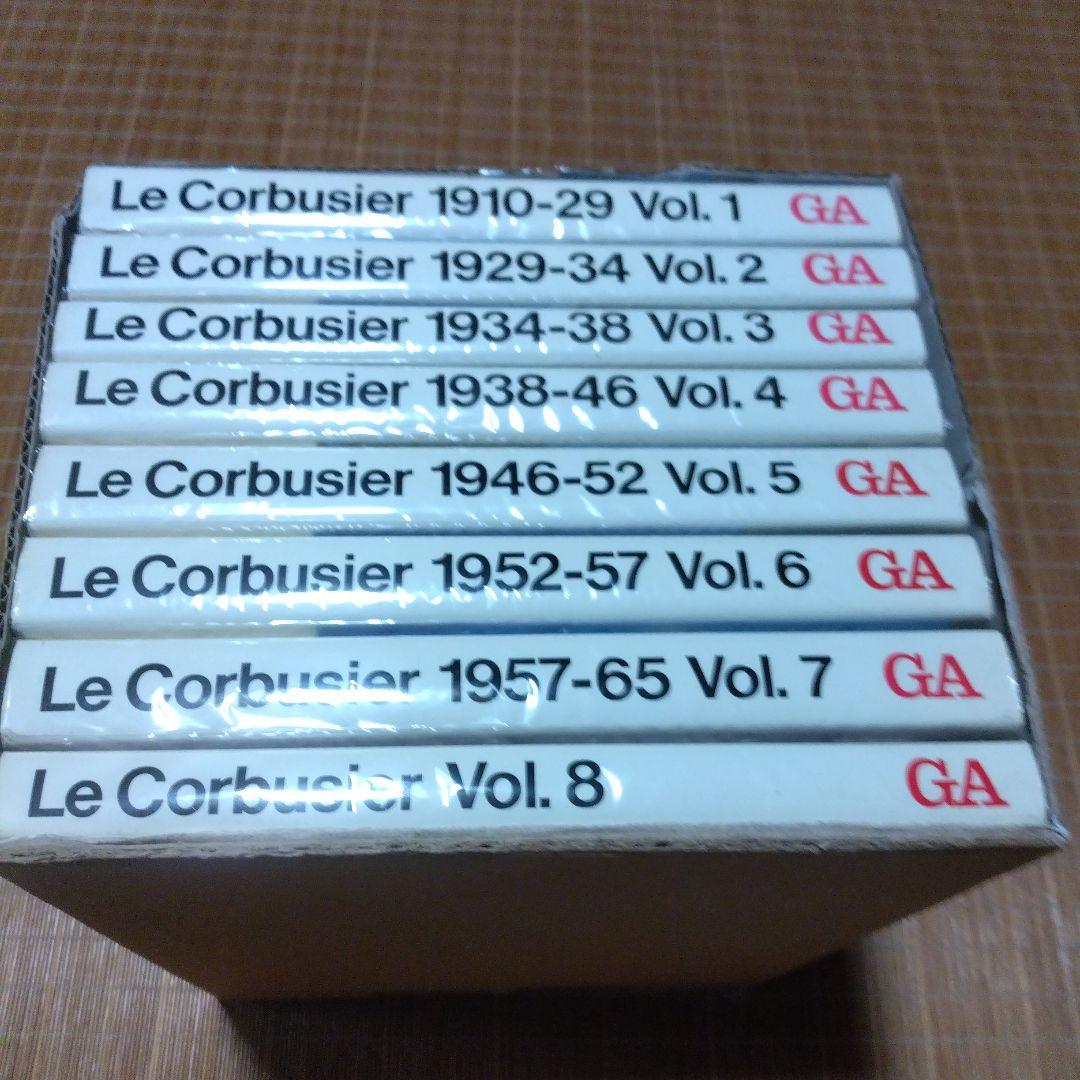 Le Corbusier 1910-29 Vol. 1 GA
Le Corbusier 1929-34 Vol. 2 GA
Le Corbusier 1934-38 Vol. 3 GA
Le Corbusier 1938-46 Vol. 4 GA
Le Corbusier 1946-52 Vol. 5 GA
Le Corbusier 1952-57 Vol. 6 GA
Le Corbusier 1957-65 Vol. 7 GA
Le Corbusier Vol. 8 GA